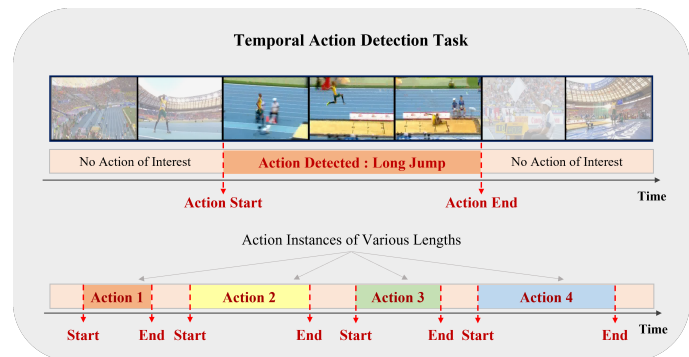 Temporal Action Detection Task
No Action of Interest
Action Detected : Long Jump
No Action of Interest
Action Start
Action End
Time
Action Instances of Various Lengths
Action 1
Action 2
Action 3
Action 4
Start
End
Start
End
Start
End
Start
End
Time